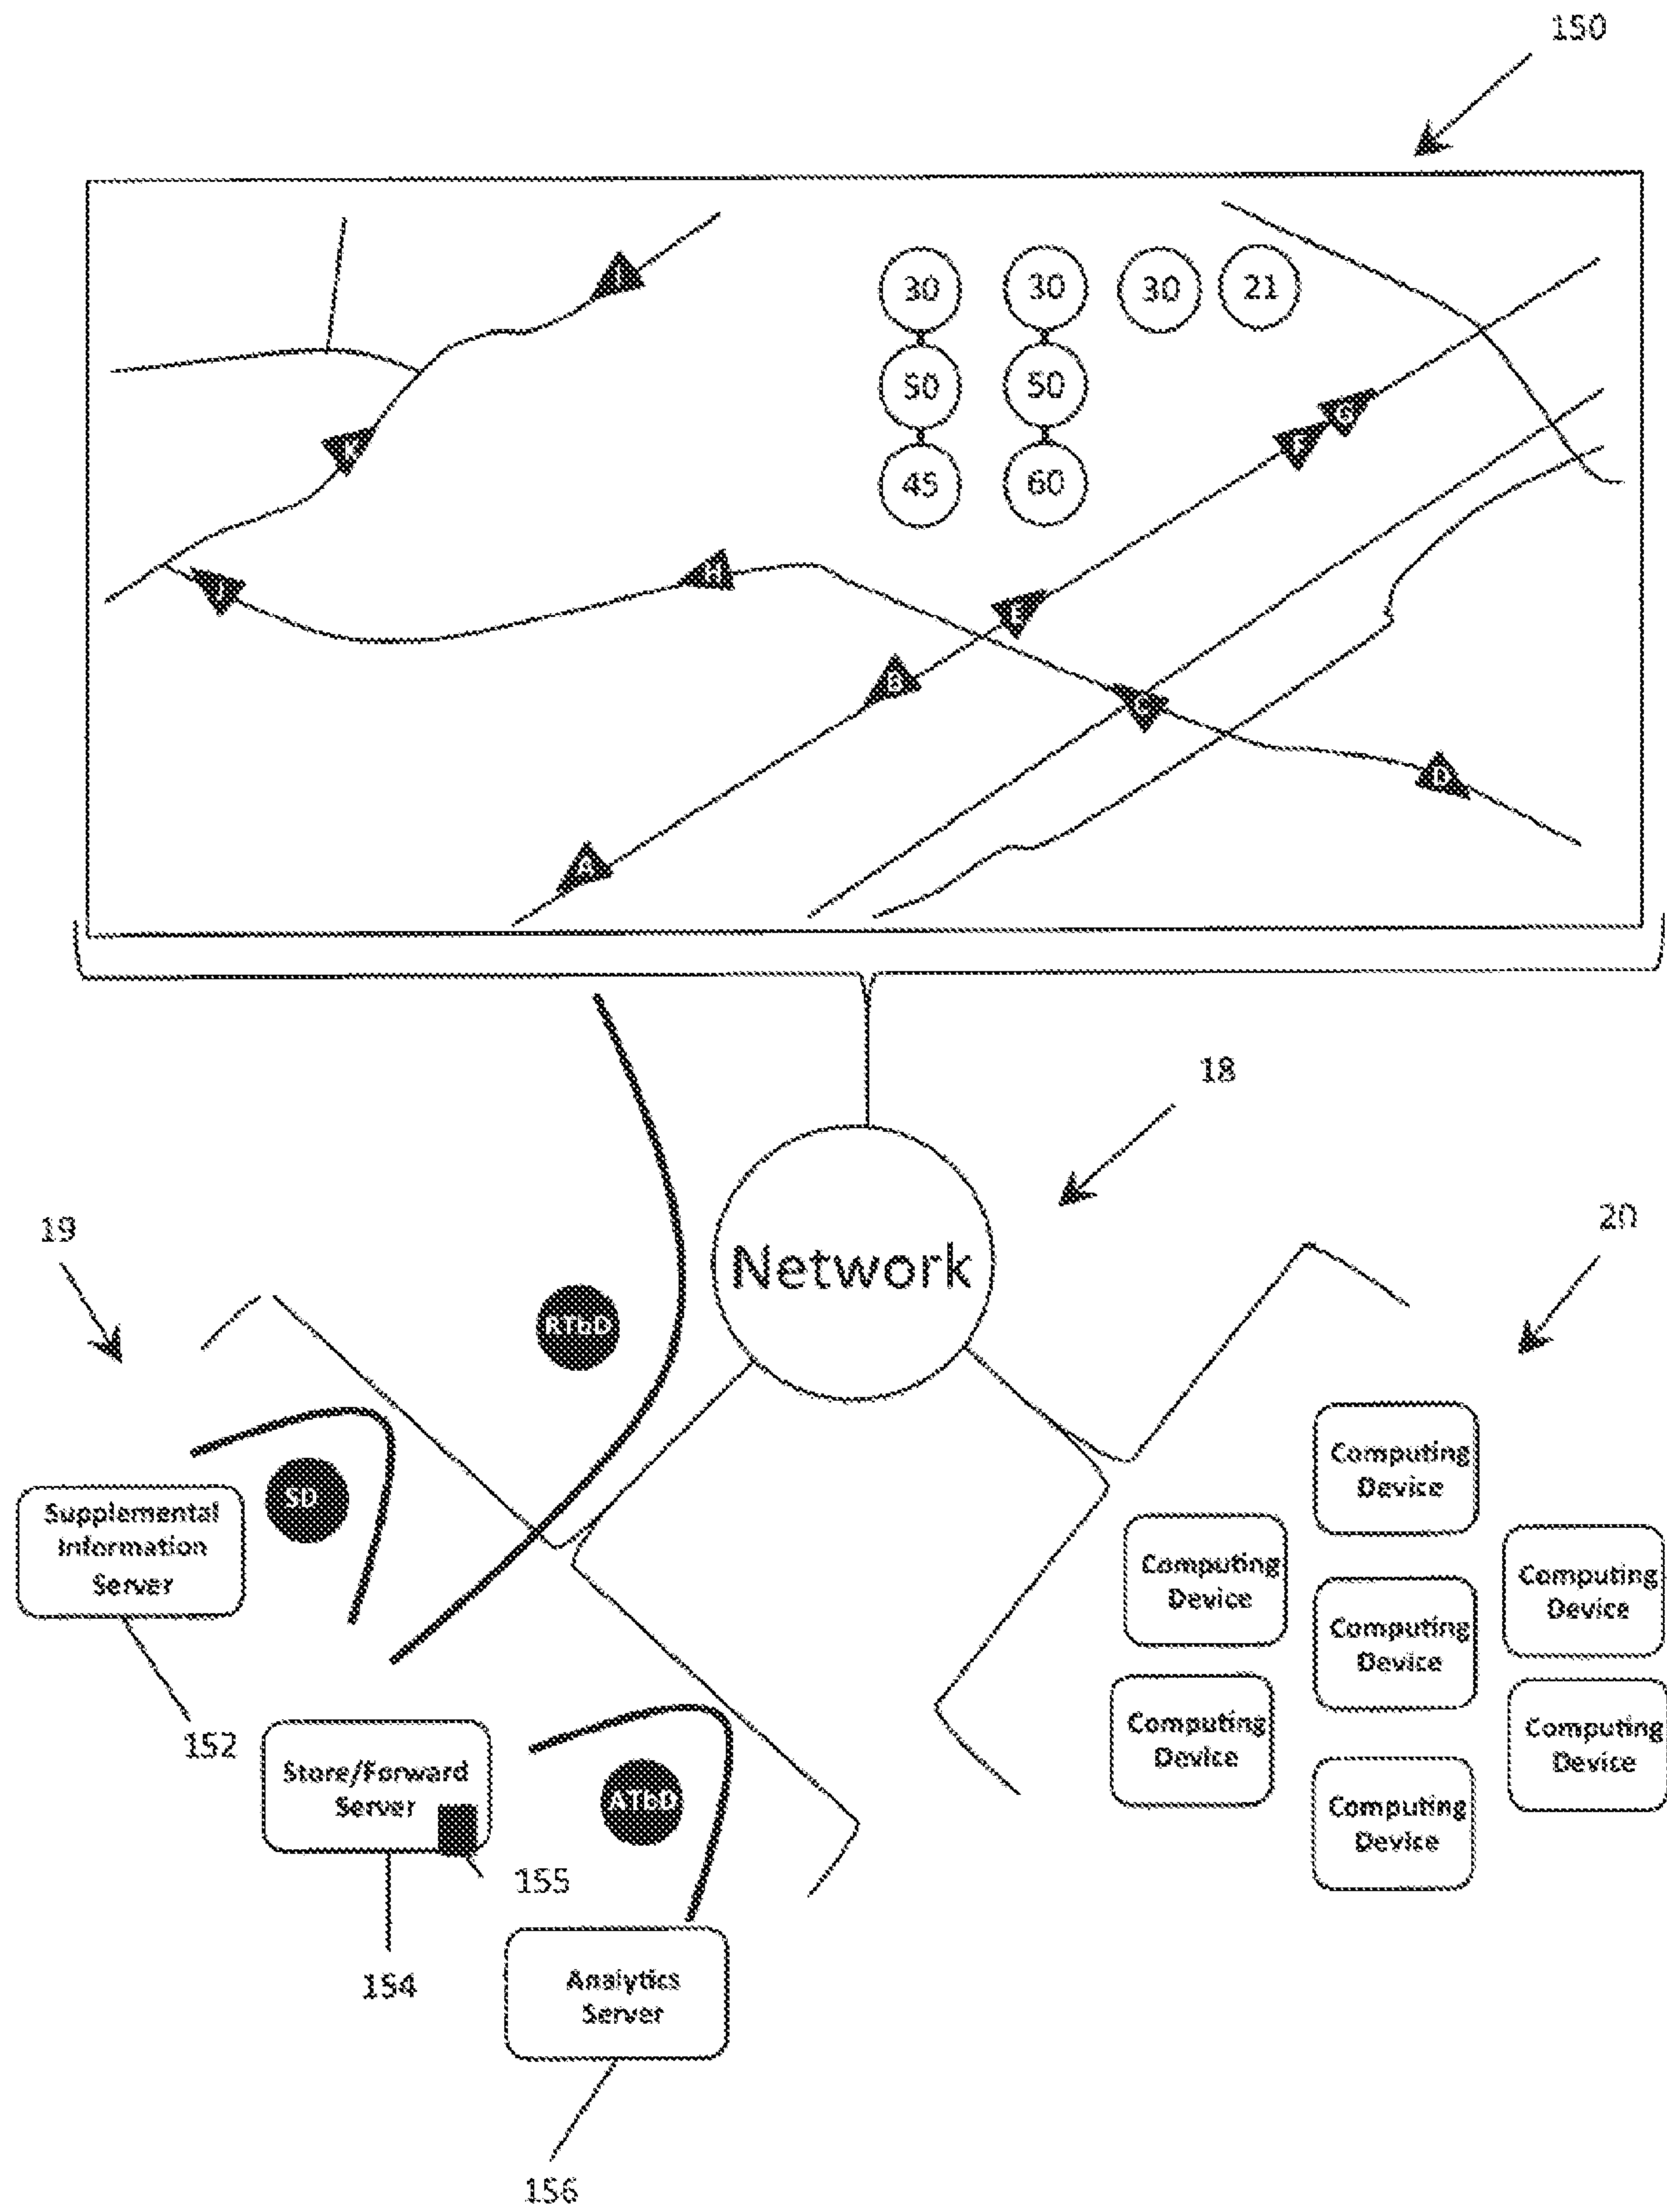 150
30
30
30
21
50
50
45
60
G
F
K
H
E
B
C
D
A
18
Network
19
20
RTbD
SD
Supplemental
Information
Server
152
Store/Forward
Server
155
154
ATbD
Analytics
Server
156
Computing
Device
Computing
Device
Computing
Device
Computing
Device
Computing
Device
Computing
Device
Computing
Device